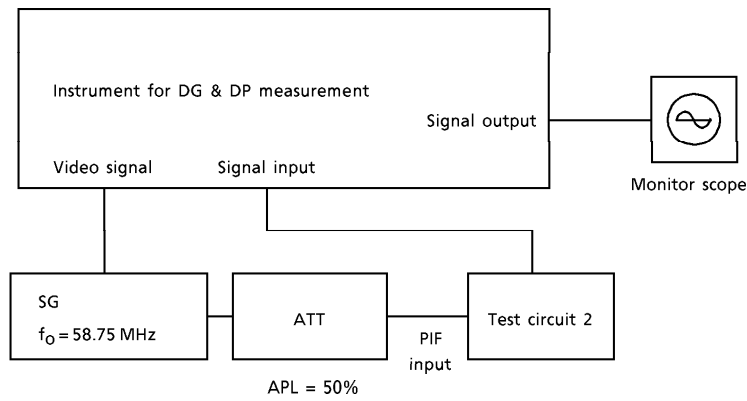 Instrument for DG & DP measurement
Signal output
Video signal
Signal input
Monitor scope
SG
fo = 58.75 MHz
ATT
PIF
input
Test circuit 2
APL = 50%